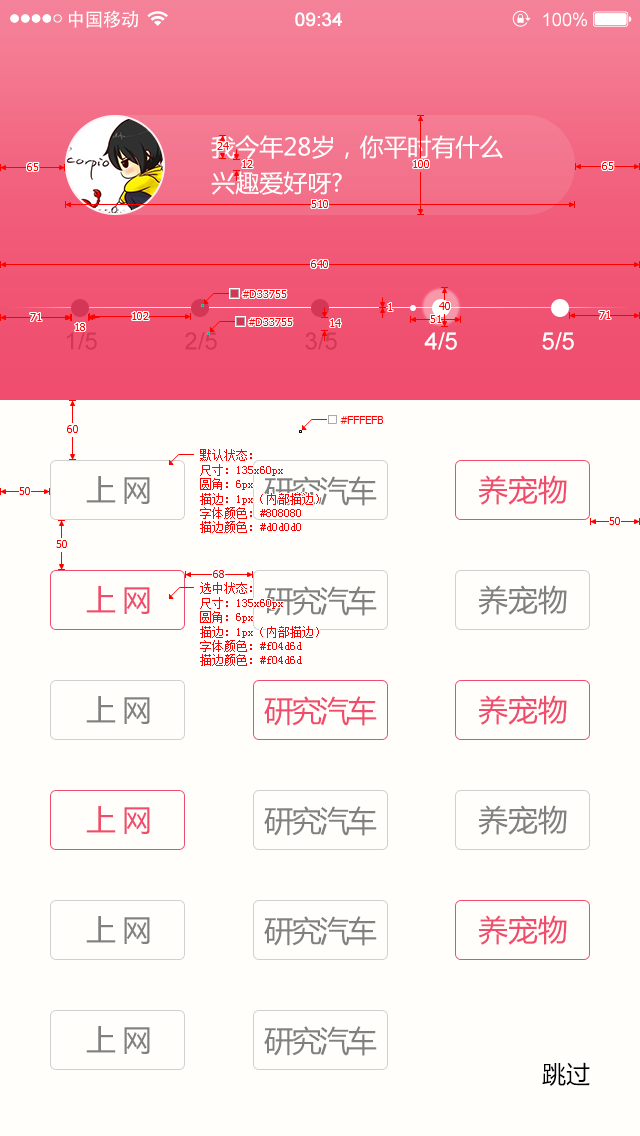 中国移动 09:34 100%
corpio
我今年28岁，你平时有什么
兴趣爱好呀?
24
12
100
65
65
510
640
#D33755
#D33755
71
18
102
14
1
40
51
71
1/5 2/5 3/5 4/5 5/5
#FFFEFB
60
50
默认状态：
尺寸：135x60px
圆角：6px
描边：1px（内部描边）
字体颜色：#808080
描边颜色：#d0d0d0
上网 研究汽车 养宠物
50
50
68
选中状态：
尺寸：135x60px
圆角：6px
描边：1px（内部描边）
字体颜色：#f04d6d
描边颜色：#f04d6d
上网 研究汽车 养宠物
上网 研究汽车 养宠物
上网 研究汽车 养宠物
上网 研究汽车 养宠物
上网 研究汽车
跳过